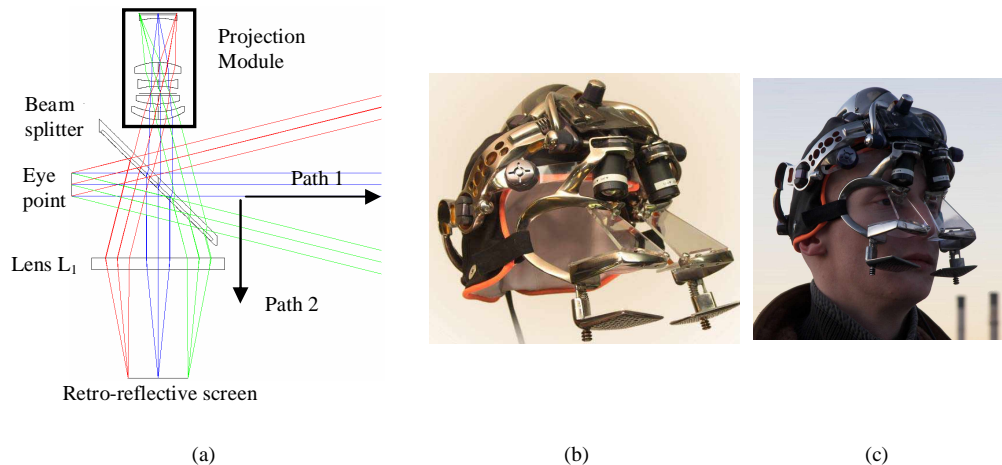 Projection
Module
Beam
splitter
Eye
point
Path 1
Lens L1
Path 2
Retro-reflective screen
(a)
(b)
(c)